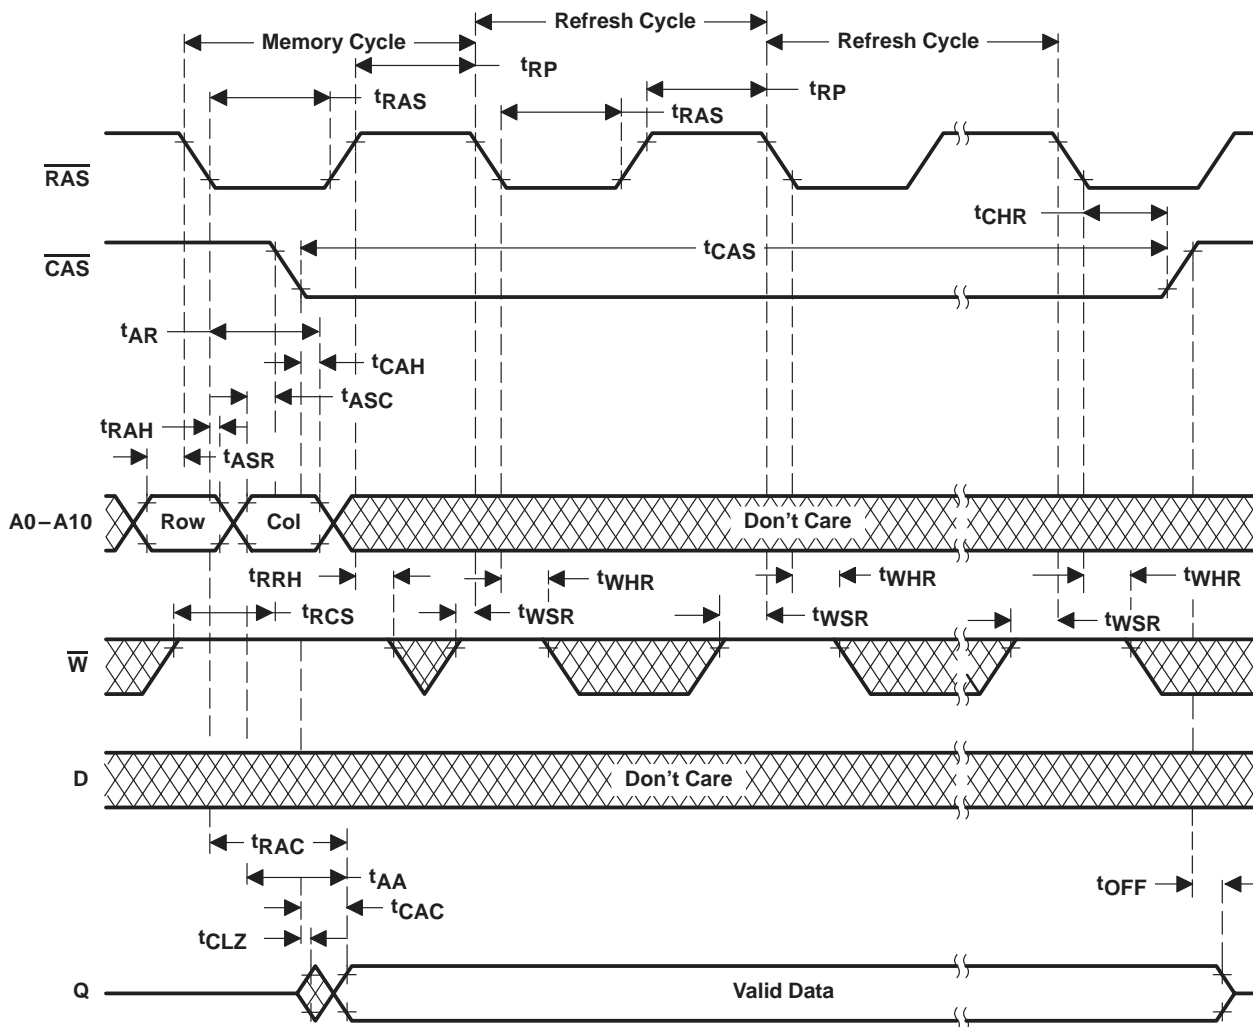 Refresh Cycle
Memory Cycle
Refresh Cycle
tRP
tRP
tRAS
tRAS
RAS
tCHR
tCAS
CAS
tAR
tCAH
tASC
tRAH
tASR
A0–A10
Row
Col
Don't Care
tRRH
tWHR
tWHR
tWHR
tRCS
tWSR
tWSR
tWSR
W
D
Don't Care
tRAC
tAA
tOFF
tCAC
tCLZ
Q
Valid Data